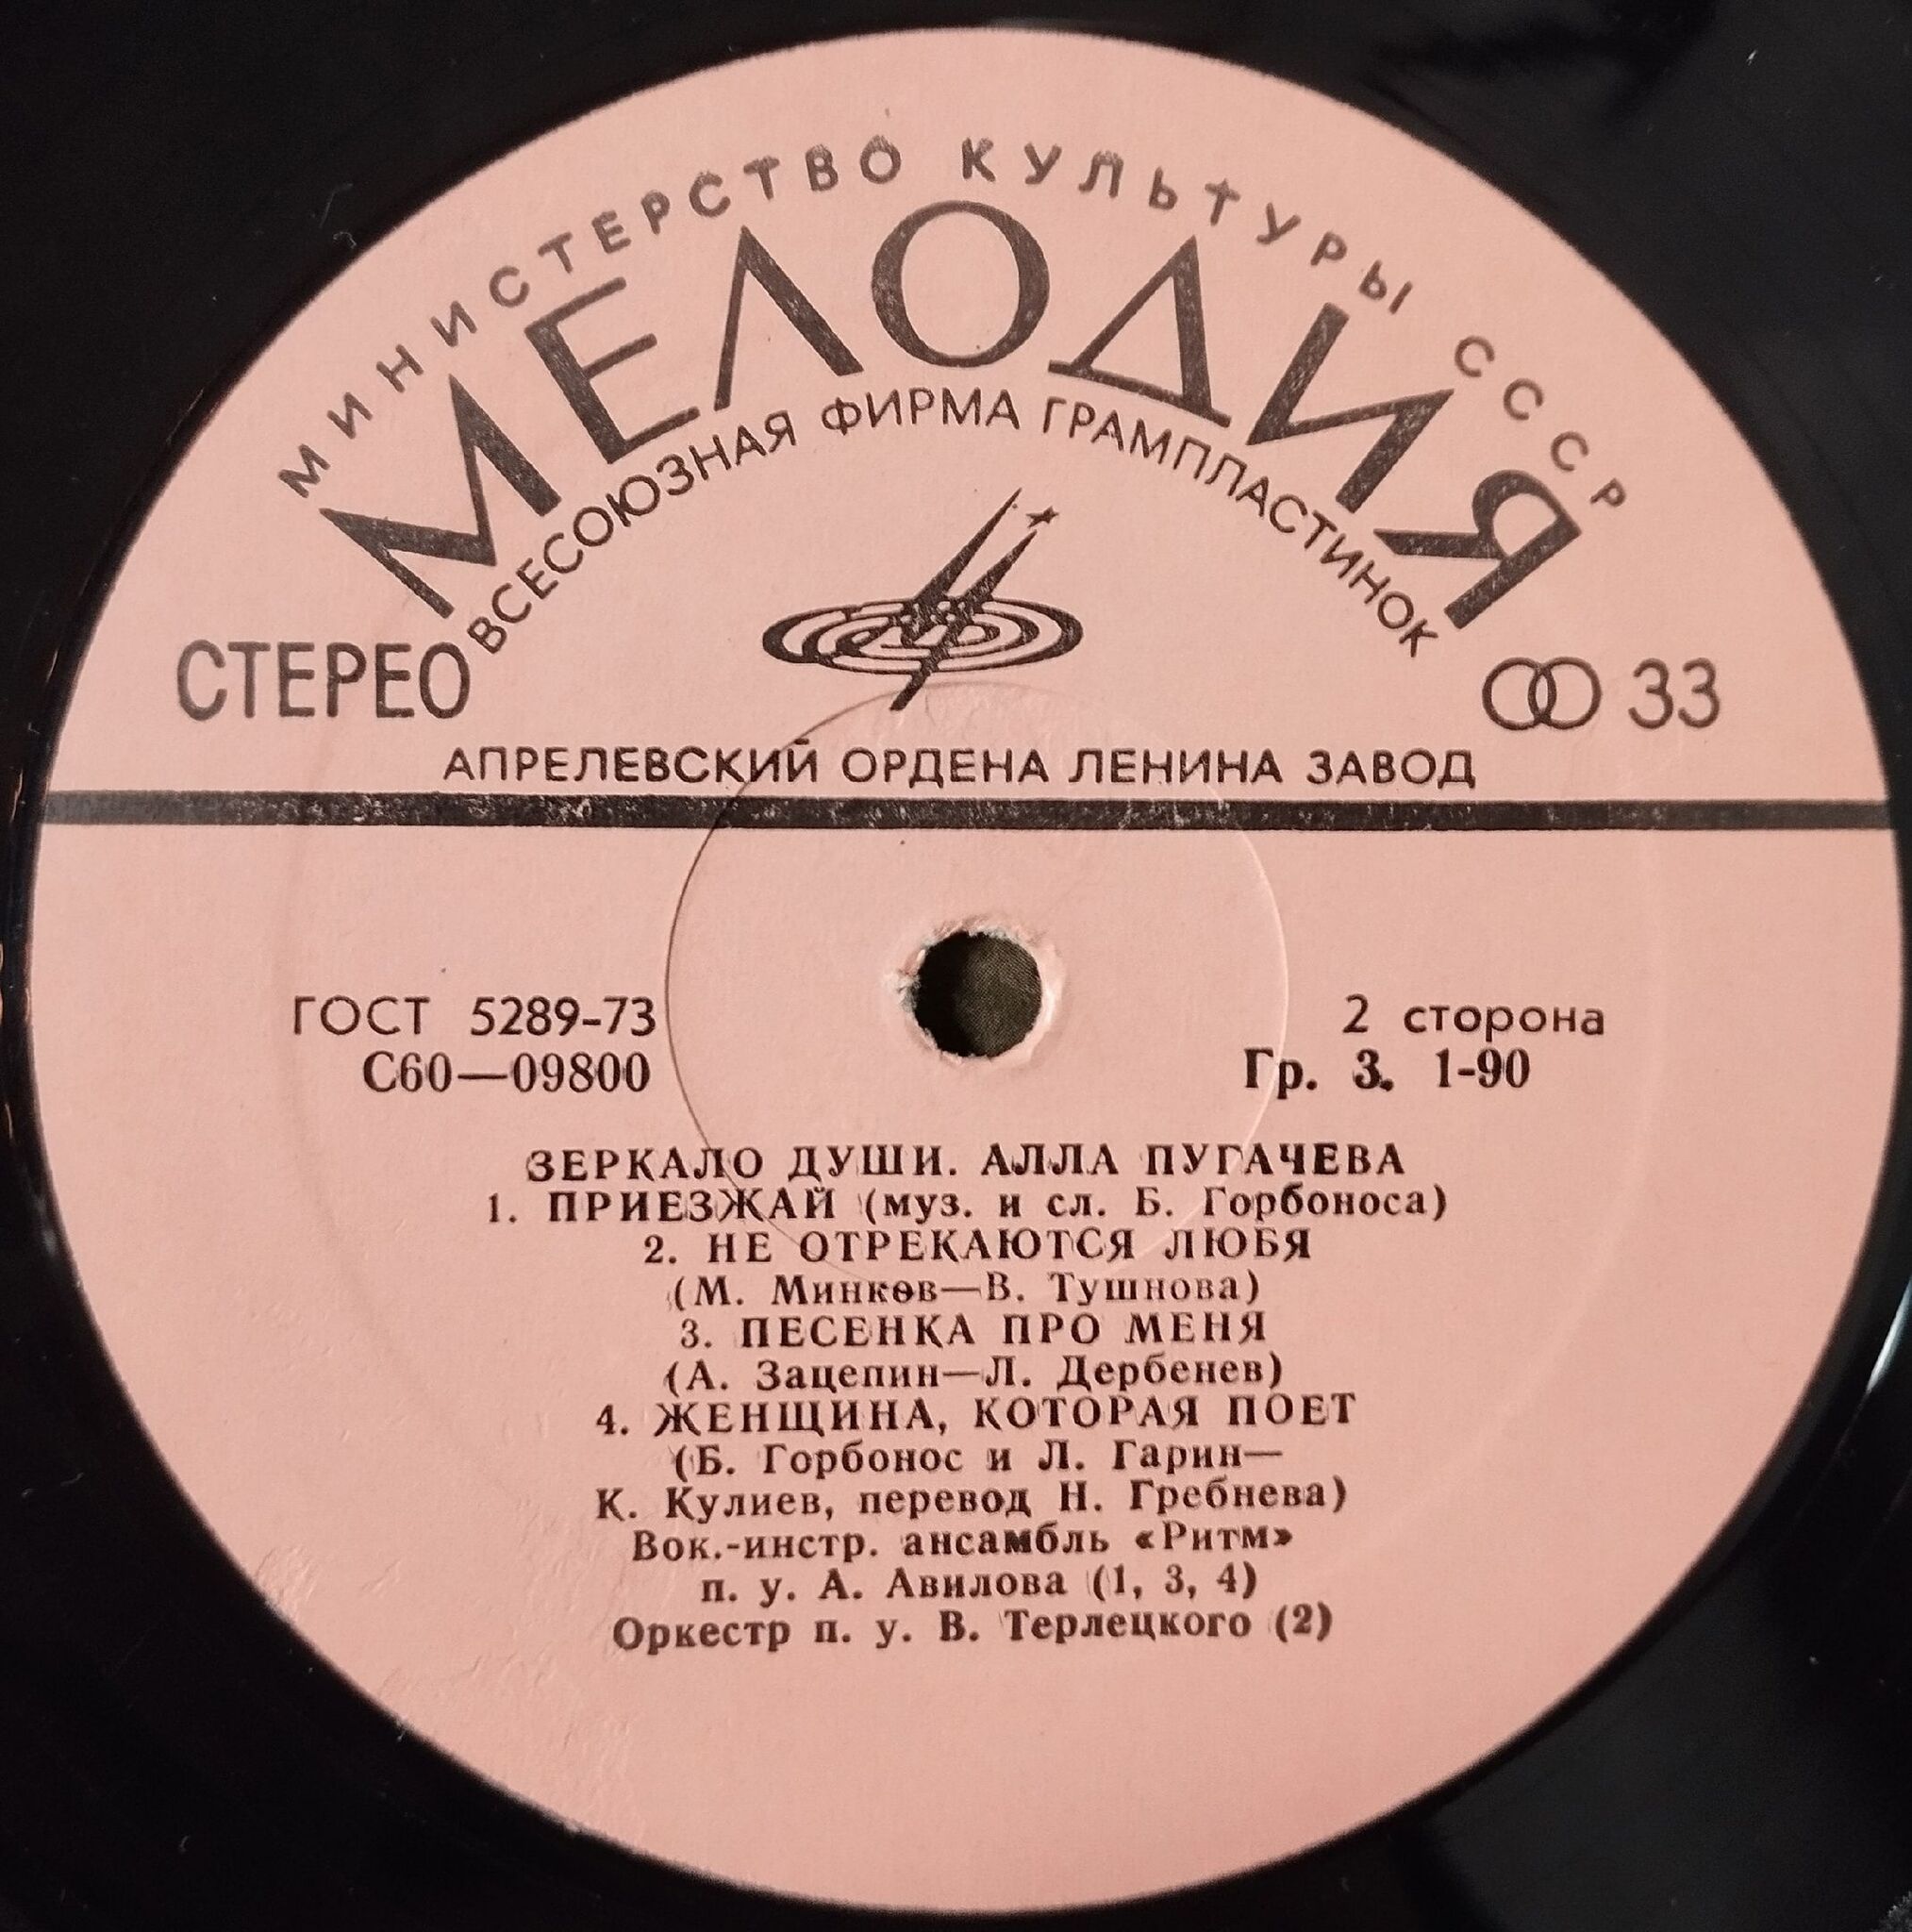 МИНИСТЕРСТВО КУЛЬТУРЫ СССР
МЕЛОДИЯ
ВСЕСОЮЗНАЯ ФИРМА ГРАМПЛАСТИНОК
СТЕРЕО
33
АПРЕЛЕВСКИЙ ОРДЕНА ЛЕНИНА ЗАВОД
ГОСТ 5289-73
2 сторона
С60—09800
Гр. 3. 1-90
ЗЕРКАЛО ДУШИ. АЛЛА ПУГАЧЕВА
1. ПРИЕЗЖАЙ (муз. и сл. Б. Горбоноса)
2. НЕ ОТРЕКАЮТСЯ ЛЮБЯ
(М. Минков—В. Тушнова)
3. ПЕСЕНКА ПРО МЕНЯ
(А. Зацепин—Л. Дербенев)
4. ЖЕНЩИНА, КОТОРАЯ ПОЕТ
(Б. Горбонос и Л. Гарин—
К. Кулиев, перевод Н. Гребнева)
Вок.-инстр. ансамбль «Ритм»
п. у. А. Авилова (1, 3, 4)
Оркестр п. у. В. Терлецкого (2)